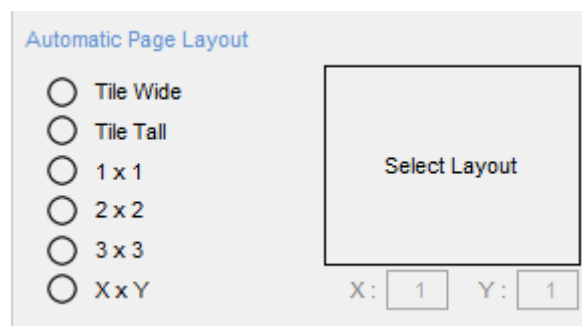 Automatic Page Layout
Tile Wide
Tile Tall
1 x 1
2 x 2
3 x 3
X x Y
Select Layout
X: 1 Y: 1